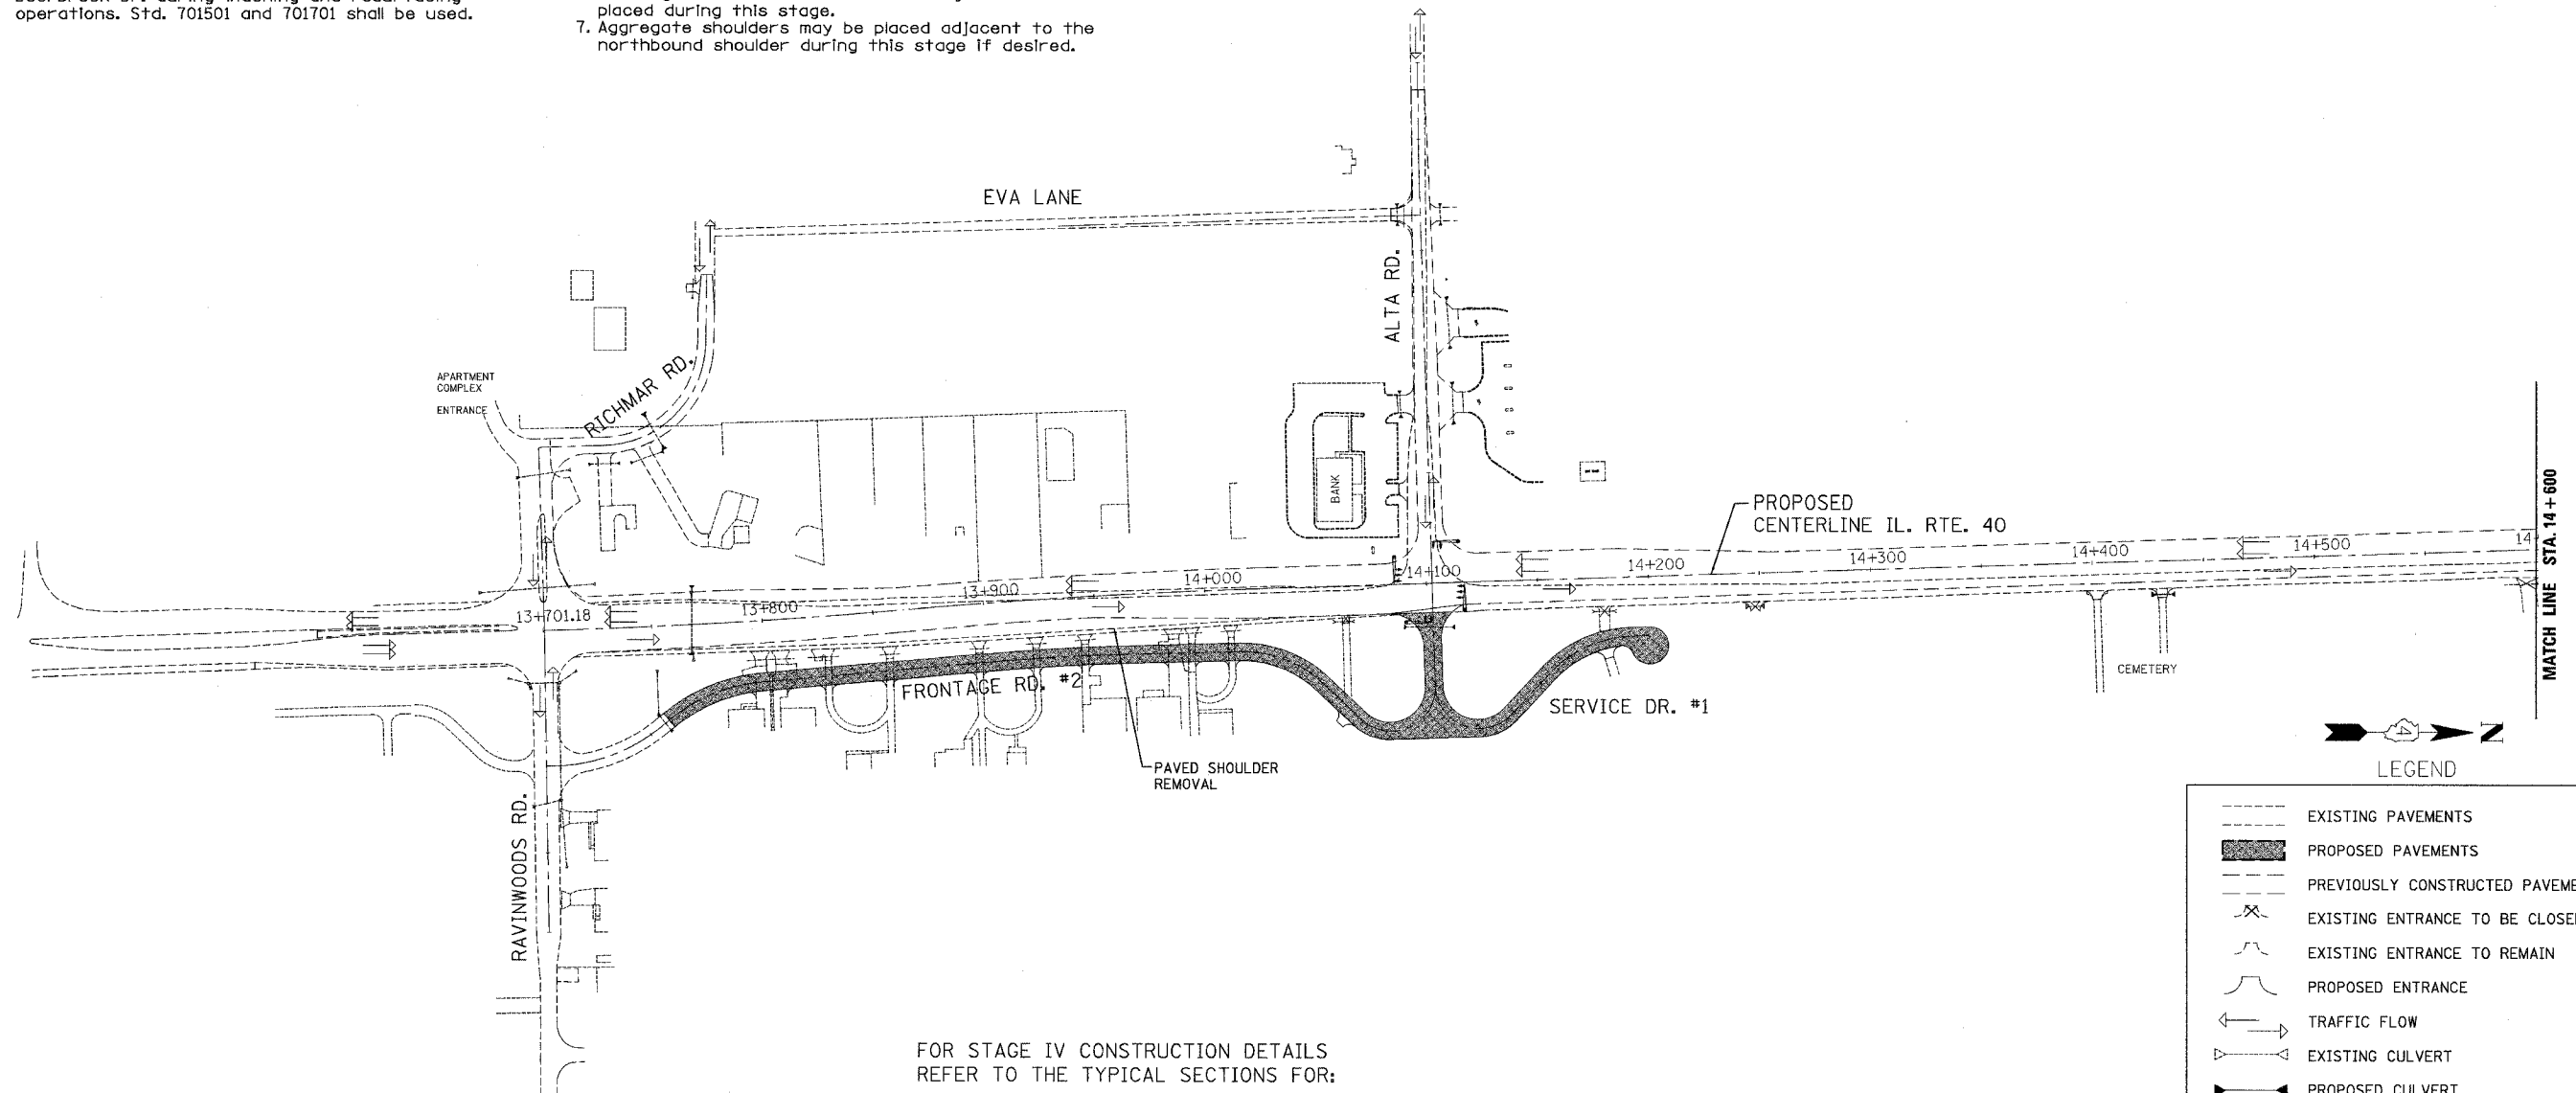 operations. Std. 701501 and 701701 shall be used.
placed during this stage.
7. Aggregate shoulders may be placed adjacent to the
northbound shoulder during this stage if desired.
EVA LANE
ALTA RD.
RICHMAR RD.
APARTMENT
COMPLEX
ENTRANCE
BANK
PROPOSED
CENTERLINE IL. RTE. 40
13+701.18
13+800
13+900
14+000
14+100
14+200
14+300
14+400
14+500
14+
MATCH LINE STA. 14+600
FRONTAGE RD. #2
SERVICE DR. #1
CEMETERY
PAVED SHOULDER
REMOVAL
RAVINWOODS RD.
N
LEGEND
EXISTING PAVEMENTS
PROPOSED PAVEMENTS
PREVIOUSLY CONSTRUCTED PAVEME
EXISTING ENTRANCE TO BE CLOSE
EXISTING ENTRANCE TO REMAIN
PROPOSED ENTRANCE
TRAFFIC FLOW
EXISTING CULVERT
PROPOSED CULVERT
FOR STAGE IV CONSTRUCTION DETAILS
REFER TO THE TYPICAL SECTIONS FOR: